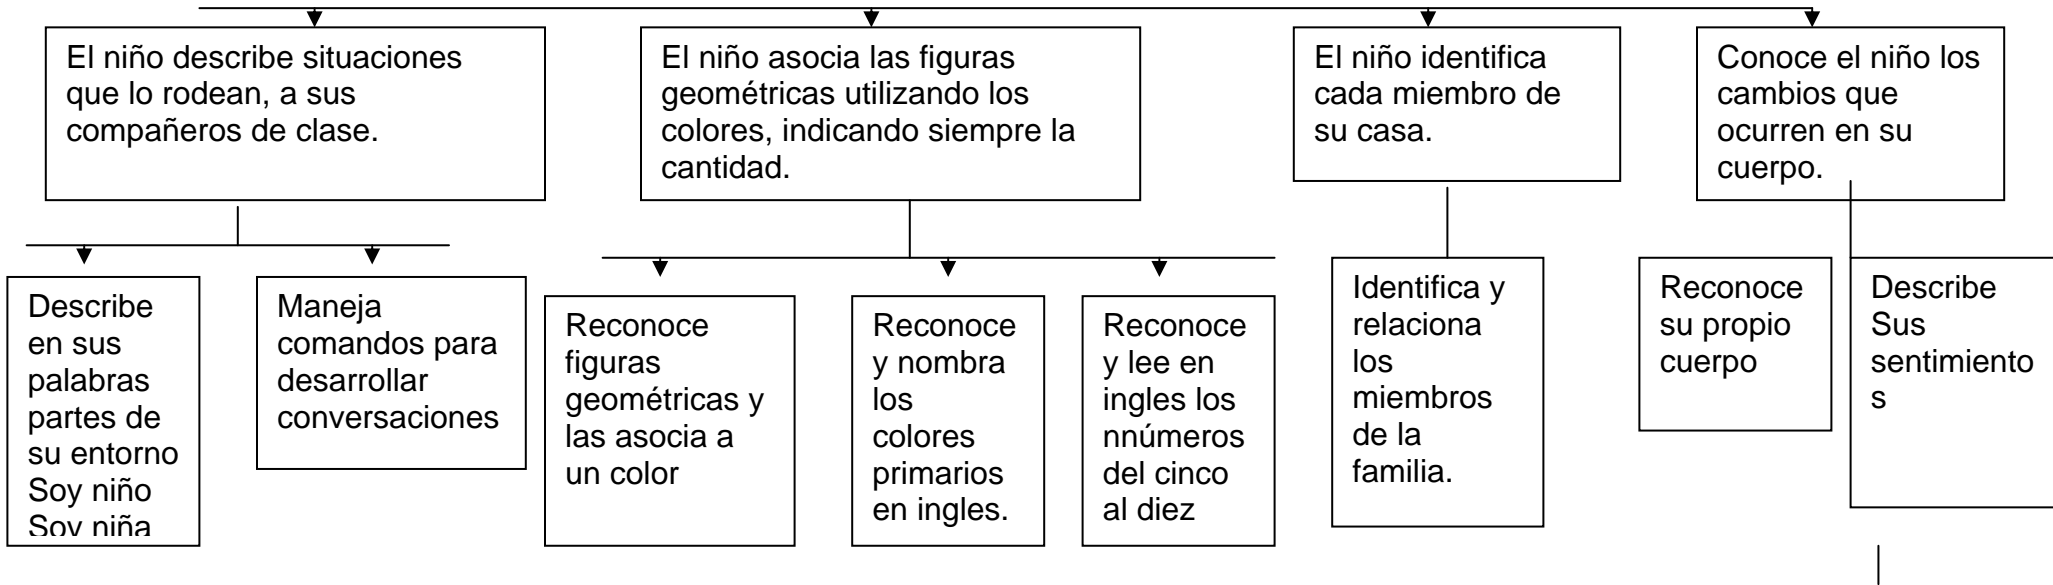 El niño describe situaciones
que lo rodean, a sus
compañeros de clase.
El niño asocia las figuras
geométricas utilizando los
colores, indicando siempre la
cantidad.
El niño identifica
cada miembro de
su casa.
Conoce el niño los
cambios que
ocurren en su
cuerpo.
Describe
en sus
palabras
partes de
su entorno
Soy niño
Soy niña
Maneja
comandos para
desarrollar
conversaciones
Reconoce
figuras
geométricas y
las asocia a
un color
Reconoce
y nombra
los
colores
primarios
en ingles.
Reconoce
y lee en
ingles los
nnúmeros
del cinco
al diez
Identifica y
relaciona
los
miembros
de la
familia.
Reconoce
su propio
cuerpo
Describe
Sus
sentimiento
s